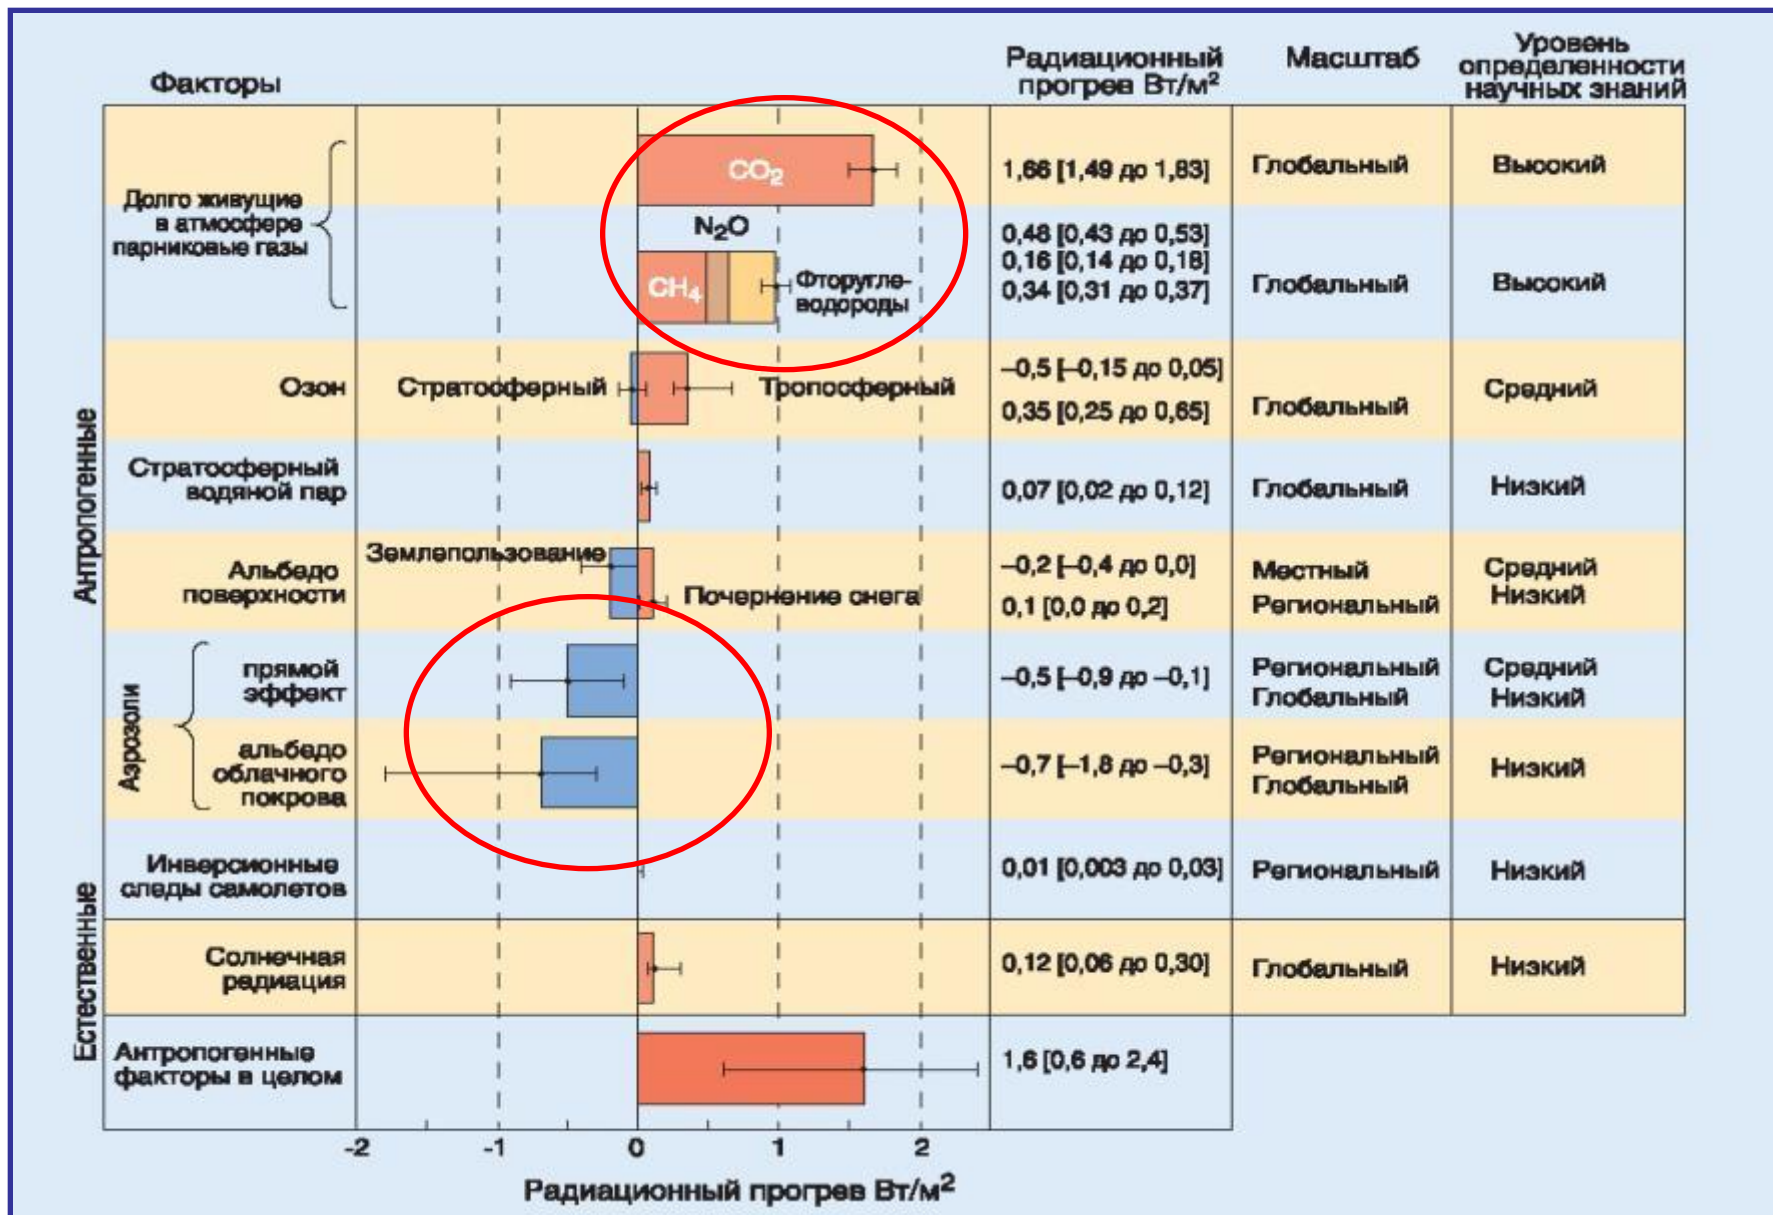 Факторы
Радиационный
прогрев Вт/м²
Масштаб
Уровень
определенности
научных знаний
Антропогенные
Долго живущие
в атмосфере
парниковые газы
CO₂
1,66 [1,49 до 1,83]
Глобальный
Высокий
N₂O
CH₄
Фторугле-
водороды
0,48 [0,43 до 0,53]
0,16 [0,14 до 0,18]
0,34 [0,31 до 0,37]
Глобальный
Высокий
Озон
Стратосферный
Тропосферный
–0,5 [–0,15 до 0,05]
0,35 [0,25 до 0,65]
Глобальный
Средний
Стратосферный
водяной пар
0,07 [0,02 до 0,12]
Глобальный
Низкий
Альбедо
поверхности
Землепользование
Почернение снега
–0,2 [–0,4 до 0,0]
0,1 [0,0 до 0,2]
Местный
Региональный
Средний
Низкий
Аэрозоли
прямой
эффект
–0,5 [–0,9 до –0,1]
Региональный
Глобальный
Средний
Низкий
альбедо
облачного
покрова
–0,7 [–1,8 до –0,3]
Региональный
Глобальный
Низкий
Инверсионные
следы самолетов
0,01 [0,003 до 0,03]
Региональный
Низкий
Естественные
Солнечная
радиация
0,12 [0,06 до 0,30]
Глобальный
Низкий
Антропогенные
факторы в целом
1,6 [0,6 до 2,4]
-2 -1 0 1 2
Радиационный прогрев Вт/м²